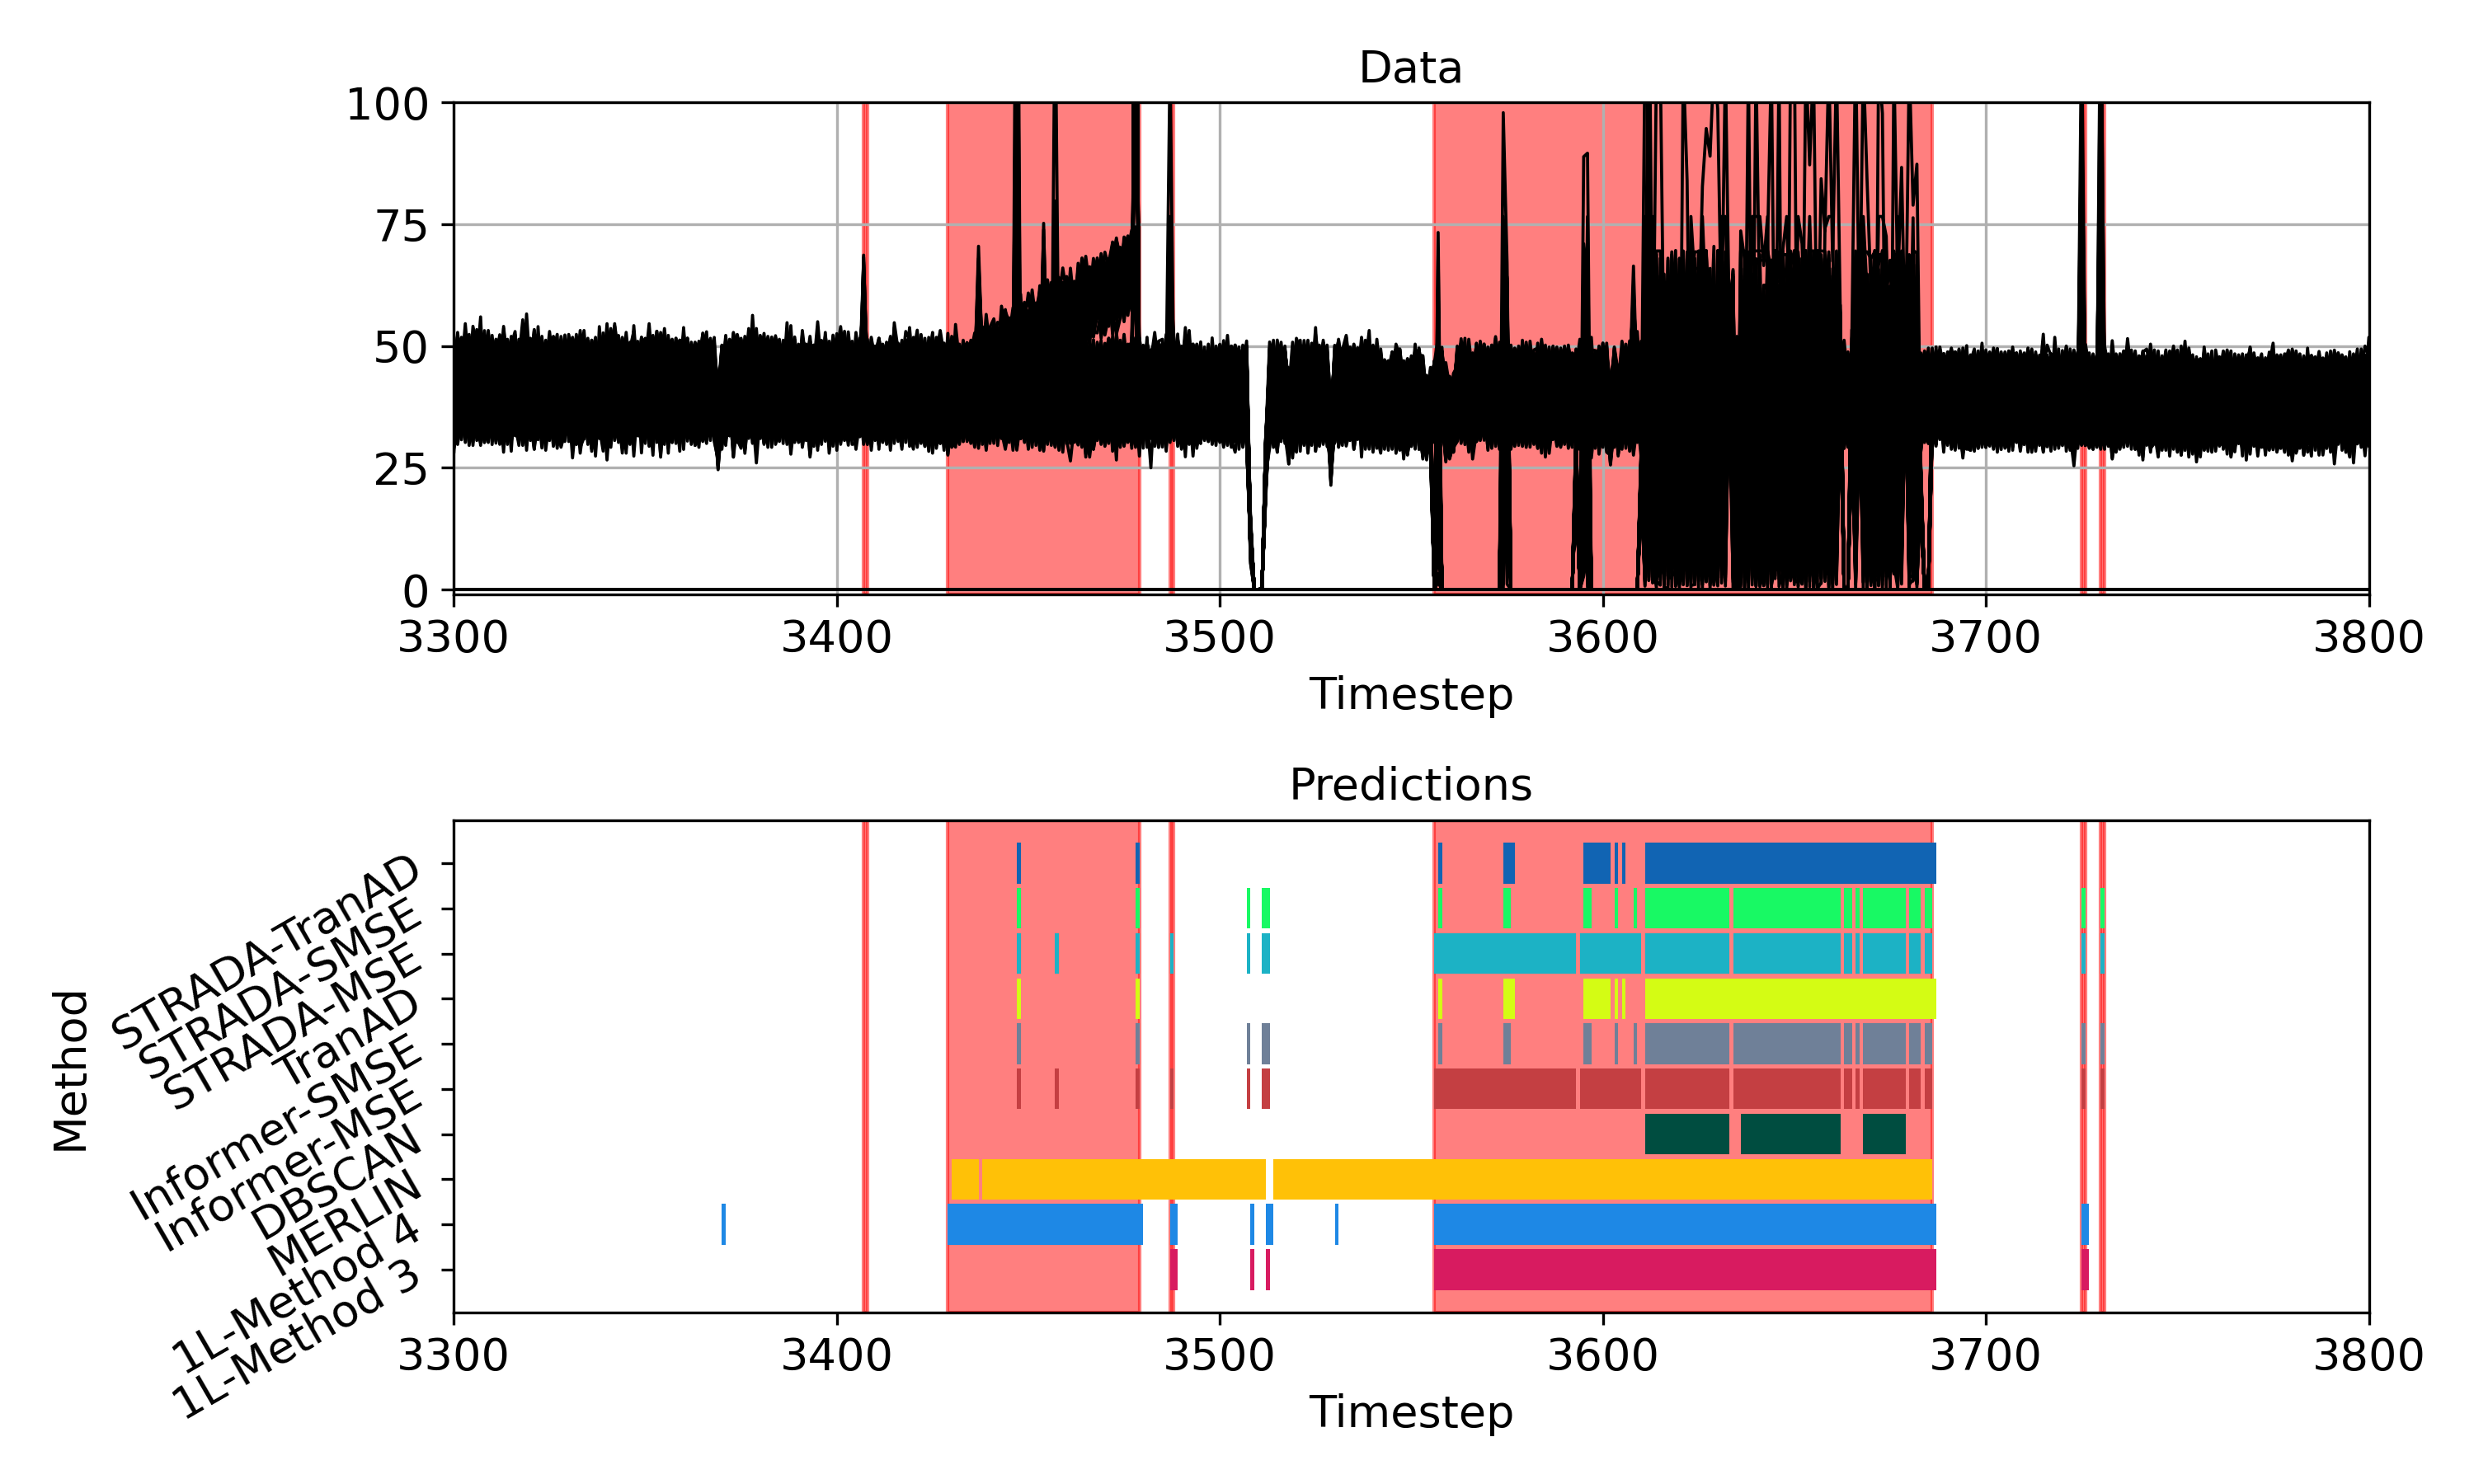 Data
100
75
50
25
0
3300 3400 3500 3600 3700 3800
Timestep
Predictions
Method
STRADA-TranAD
STRADA-SMSE
STRADA-MSE
TranAD
Informer-SMSE
Informer-MSE
DBSCAN
MERLIN
1L-Method 4
1L-Method 3
3300 3400 3500 3600 3700 3800
Timestep